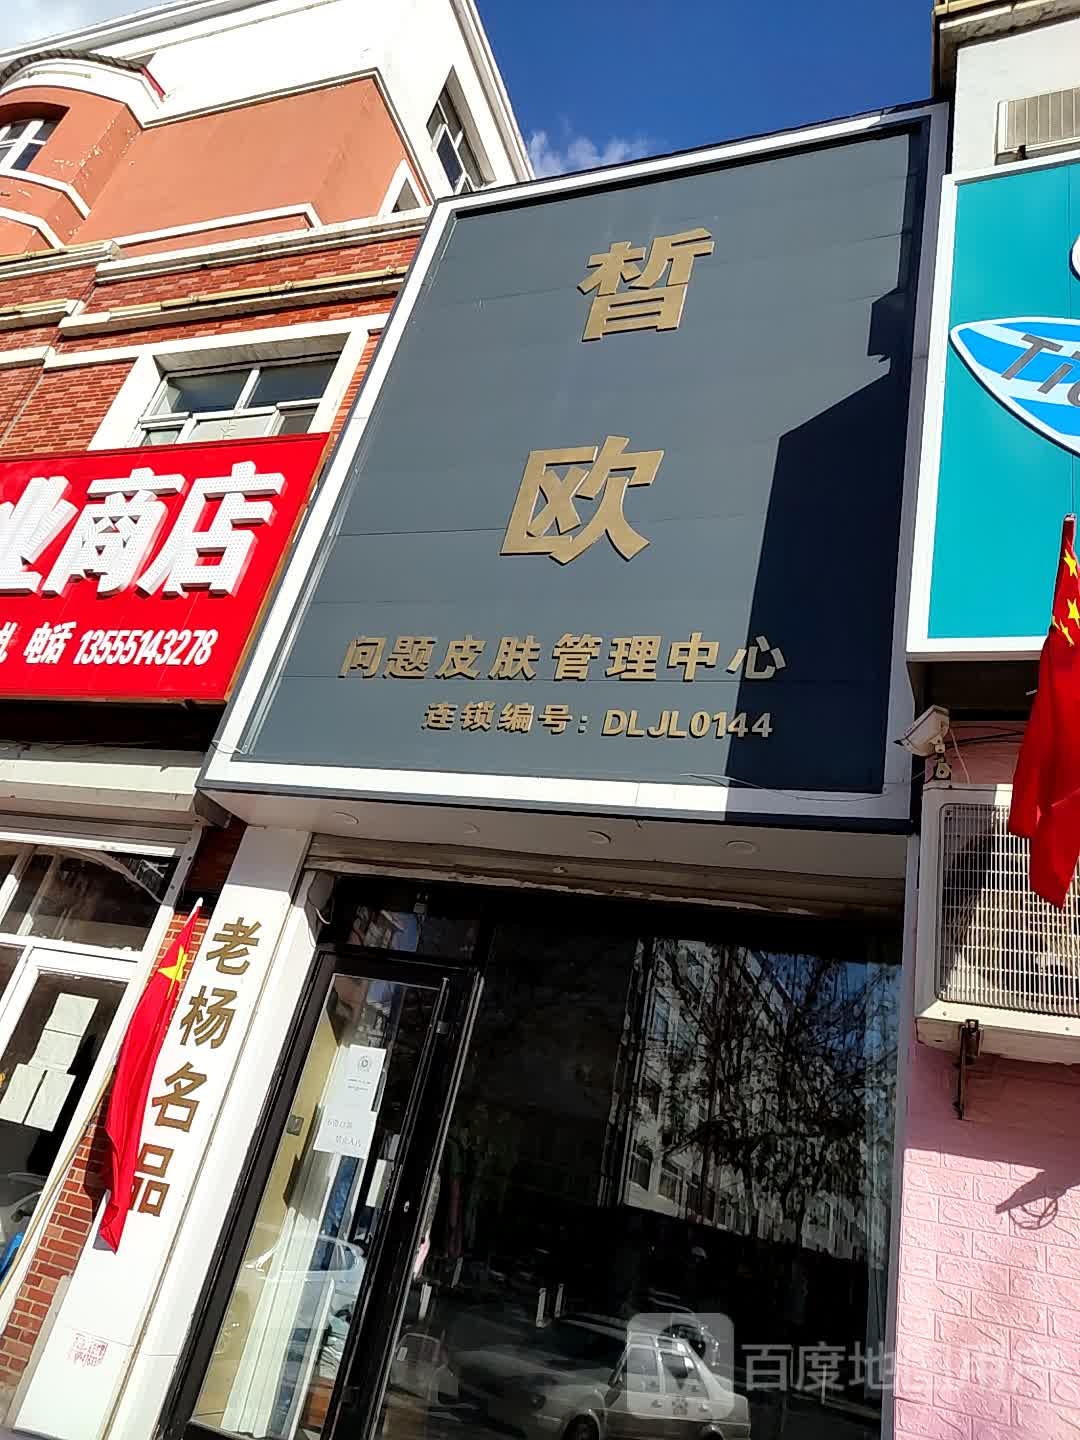 皙
欧
问题皮肤管理中心
连锁编号：DLJL0144
业商店
电话 13555143278
老杨名品
百度地图